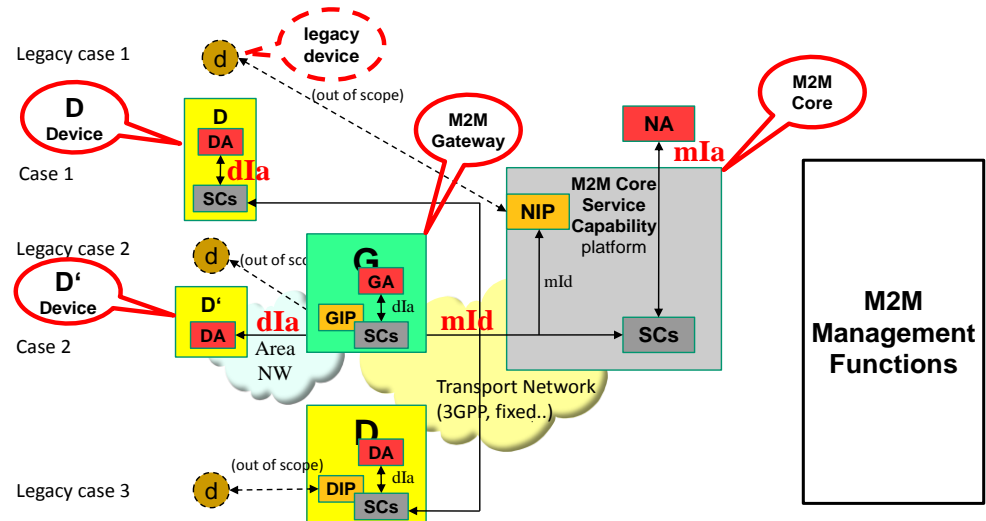 Legacy case 1
d
legacy
device
(out of scope)
M2M
Core
D
Device
D
DA
dIa
SCs
M2M
Gateway
NA
mIa
Case 1
M2M Core
Service
Capability
platform
NIP
M2M
Management
Functions
Legacy case 2
d
(out of sco
G
GA
dIa
GIP
SCs
mId
D'
Device
D'
DA
dIa
mId
SCs
Case 2
Area
NW
Transport Network
(3GPP, fixed..)
D
DA
dIa
(out of scope)
DIP
SCs
Legacy case 3
d